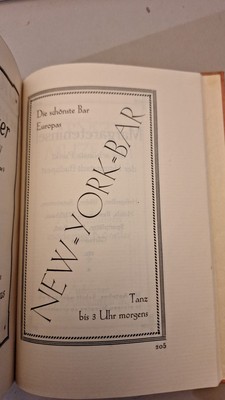 Die schönste Bar
Europas
NEW=YORK=BAR
Tanz
bis 3 Uhr morgens
205